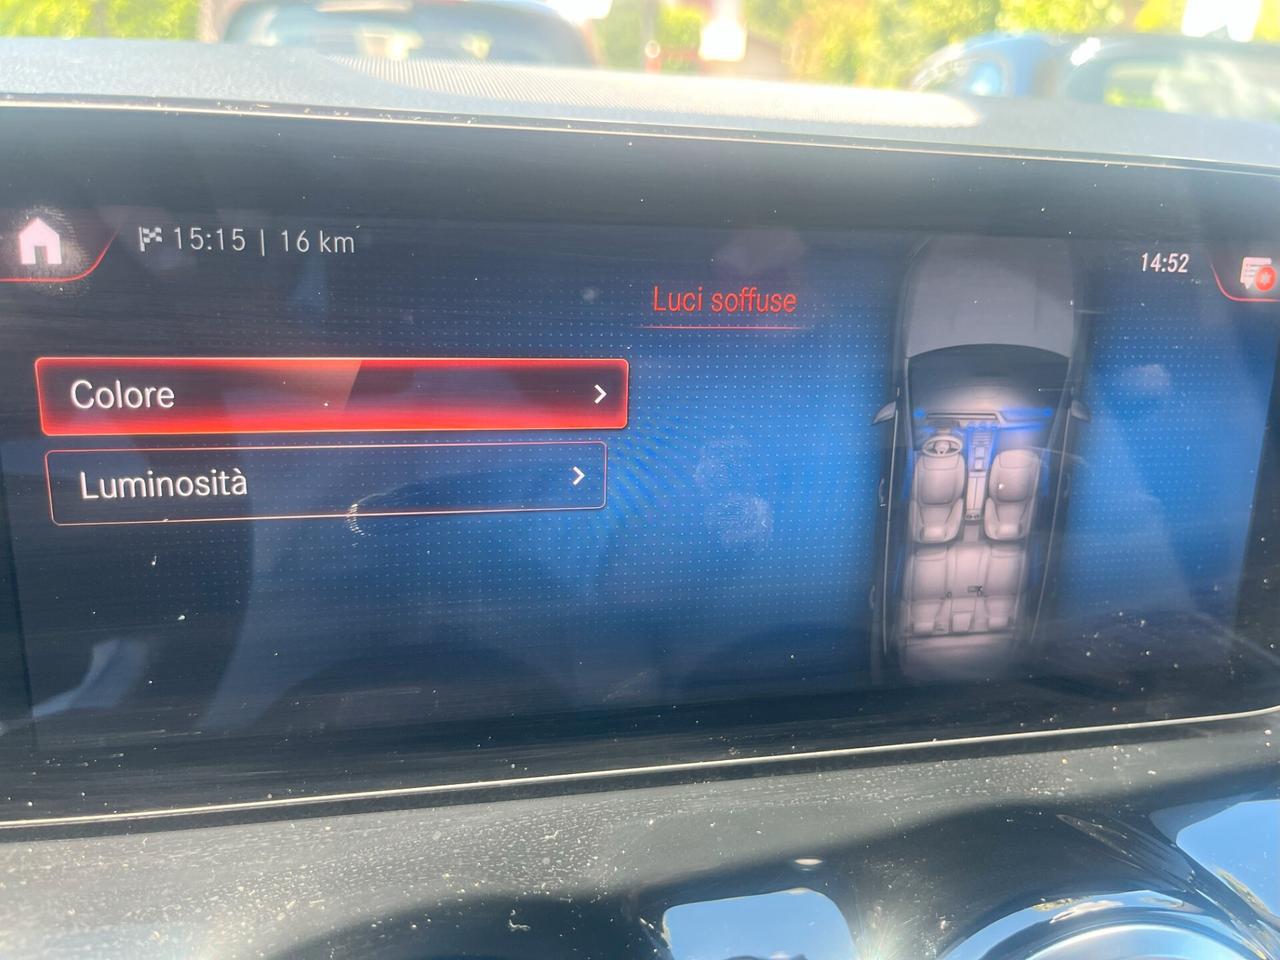 15:15 | 16 km
14:52
Luci soffuse
Colore
Luminosità